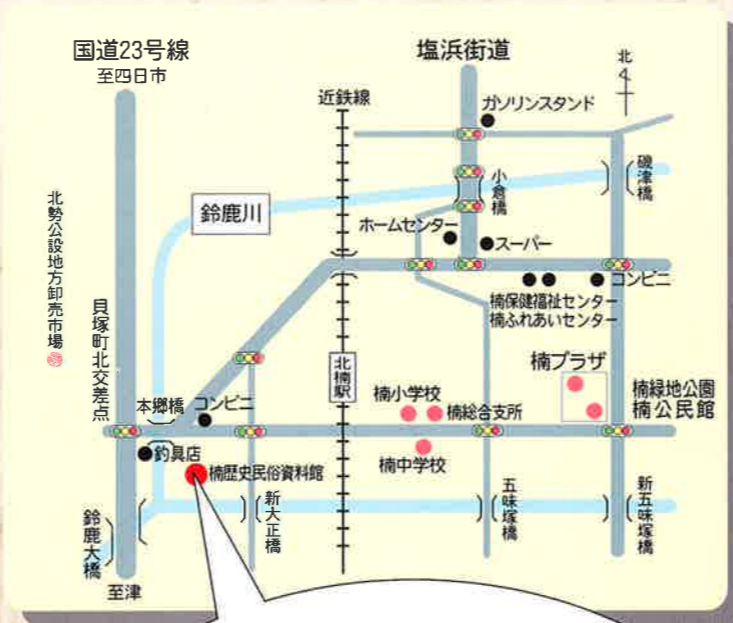 国道23号線
至四日市
塩浜街道
北
近鉄線
ガソリンスタンド
磯津橋
小倉橋
鈴鹿川
北勢公設地方卸売市場
ホームセンター
スーパー
コンビニ
楠保健福祉センター
楠ふれあいセンター
貝塚町北交差点
北楠駅
楠プラザ
本郷橋
コンビニ
楠小学校
楠総合支所
楠緑地公園
楠公民館
釣具店
楠中学校
楠歴史民俗資料館
鈴鹿大橋
新大正橋
五味塚橋
新五味塚橋
至津